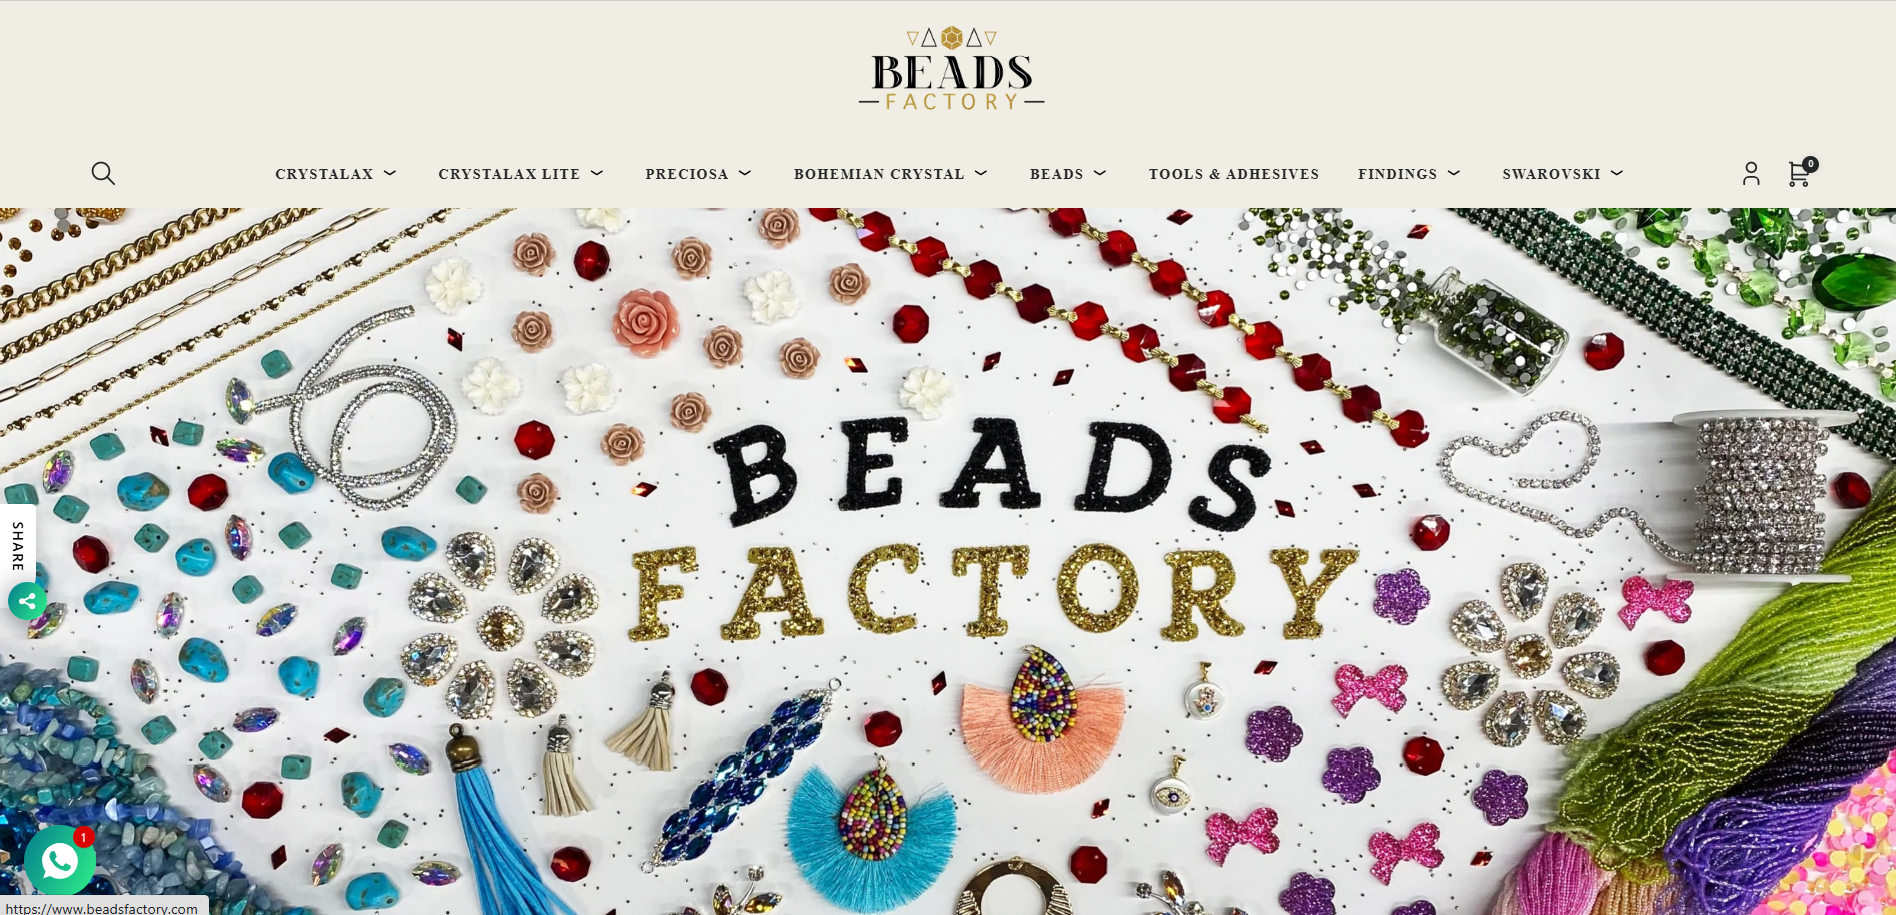 BEADS
FACTORY
CRYSTALAX
CRYSTALAX LITE
PRECIOSA
BOHEMIAN CRYSTAL
BEADS
TOOLS & ADHESIVES
FINDINGS
SWAROVSKI
0
BEADS
FACTORY
SHARE
1
https://www.beadsfactory.com